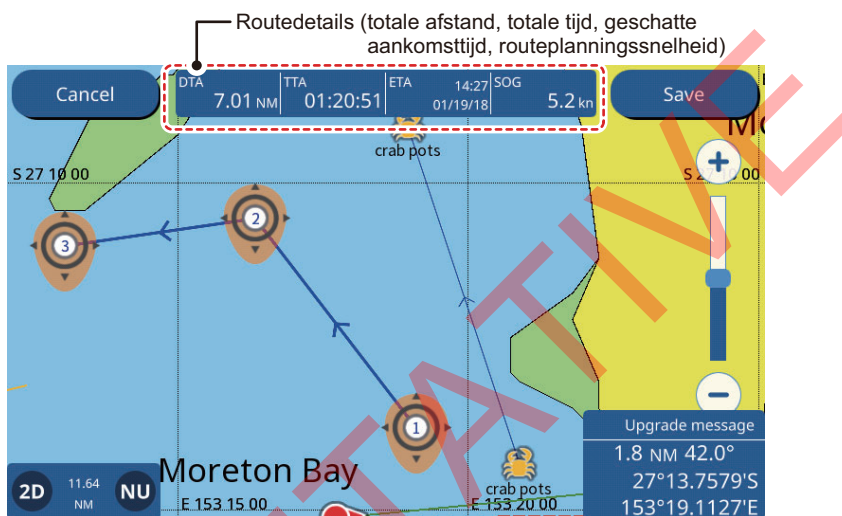 Routedetails (totale afstand, totale tijd, geschatte
aankomsttijd, routeplanningssnelheid)
Cancel
DTA 7.01 NM
TTA 01:20:51
ETA 14:27
01/19/18
SOG 5.2 kn
Save
crab pots
S 27 10 00
2
3
1
+
−
Upgrade message
1.8 NM 42.0°
27°13.7579'S
153°19.1127'E
Moreton Bay
crab pots
2D 11.64 NM NU
E 153 15 00
E 153 20 00
TATIVE